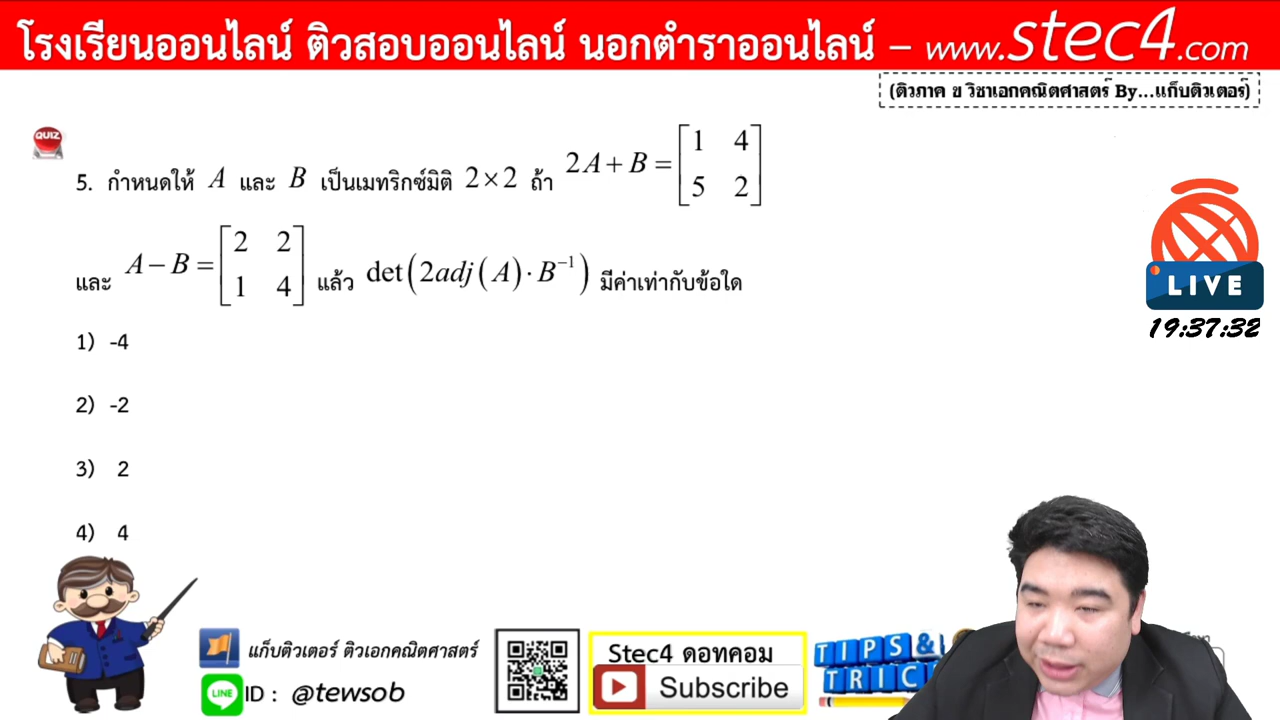 โรงเรียนออนไลน์ ติวสอบออนไลน์ นอกตำราออนไลน์ – www.stec4.com
(ติวภาค ข วิชาเอกคณิตศาสตร์ By...แก็บติวเตอร์)
QUIZ
5. กำหนดให้ A และ B เป็นเมทริกซ์มิติ 2×2 ถ้า 2A+B=[1 4; 5 2]
และ A−B=[2 2; 1 4] แล้ว det(2adj(A)·B⁻¹) มีค่าเท่ากับข้อใด
LIVE
19:37:32
1) -4
2) -2
3) 2
4) 4
แก็บติวเตอร์ ติวเอกคณิตศาสตร์
LINE ID : @tewsob
Stec4 ดอทคอม
Subscribe
TIPS &
TRIC